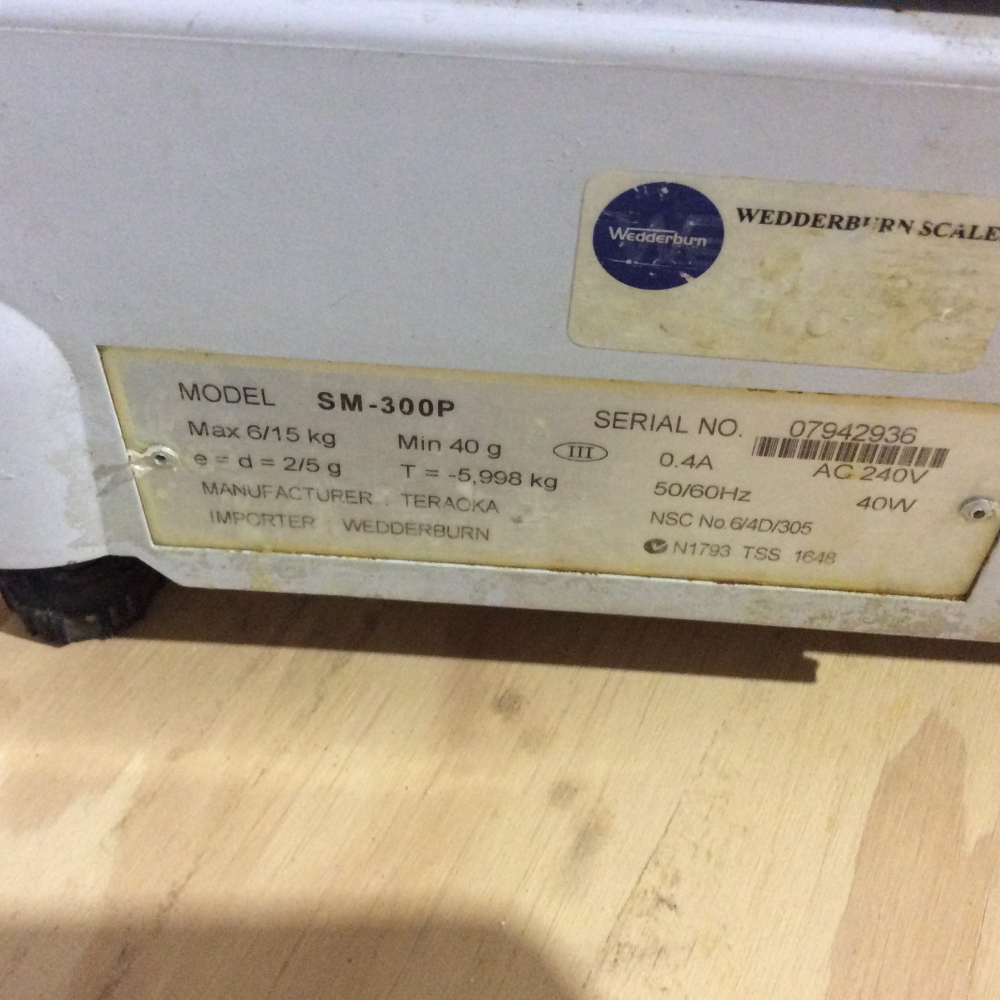 Wedderburn
WEDDERBURN SCALE
MODEL SM-300P
Max 6/15 kg Min 40 g III
e = d = 2/5 g T = -5,998 kg
MANUFACTURER : TERAOKA
IMPORTER : WEDDERBURN
SERIAL NO. 07942936
0.4A AC 240V
50/60Hz 40W
NSC No 6/4D/305
N1793 TSS 1648